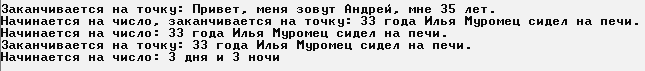 Заканчивается на точку: Привет, меня зовут Андрей, мне 35 лет.
Начинается на число, заканчивается на точку: 33 года Илья Муромец сидел на печи.
Начинается на число: 33 года Илья Муромец сидел на печи.
Заканчивается на точку: 33 года Илья Муромец сидел на печи.
Начинается на число: 3 дня и 3 ночи